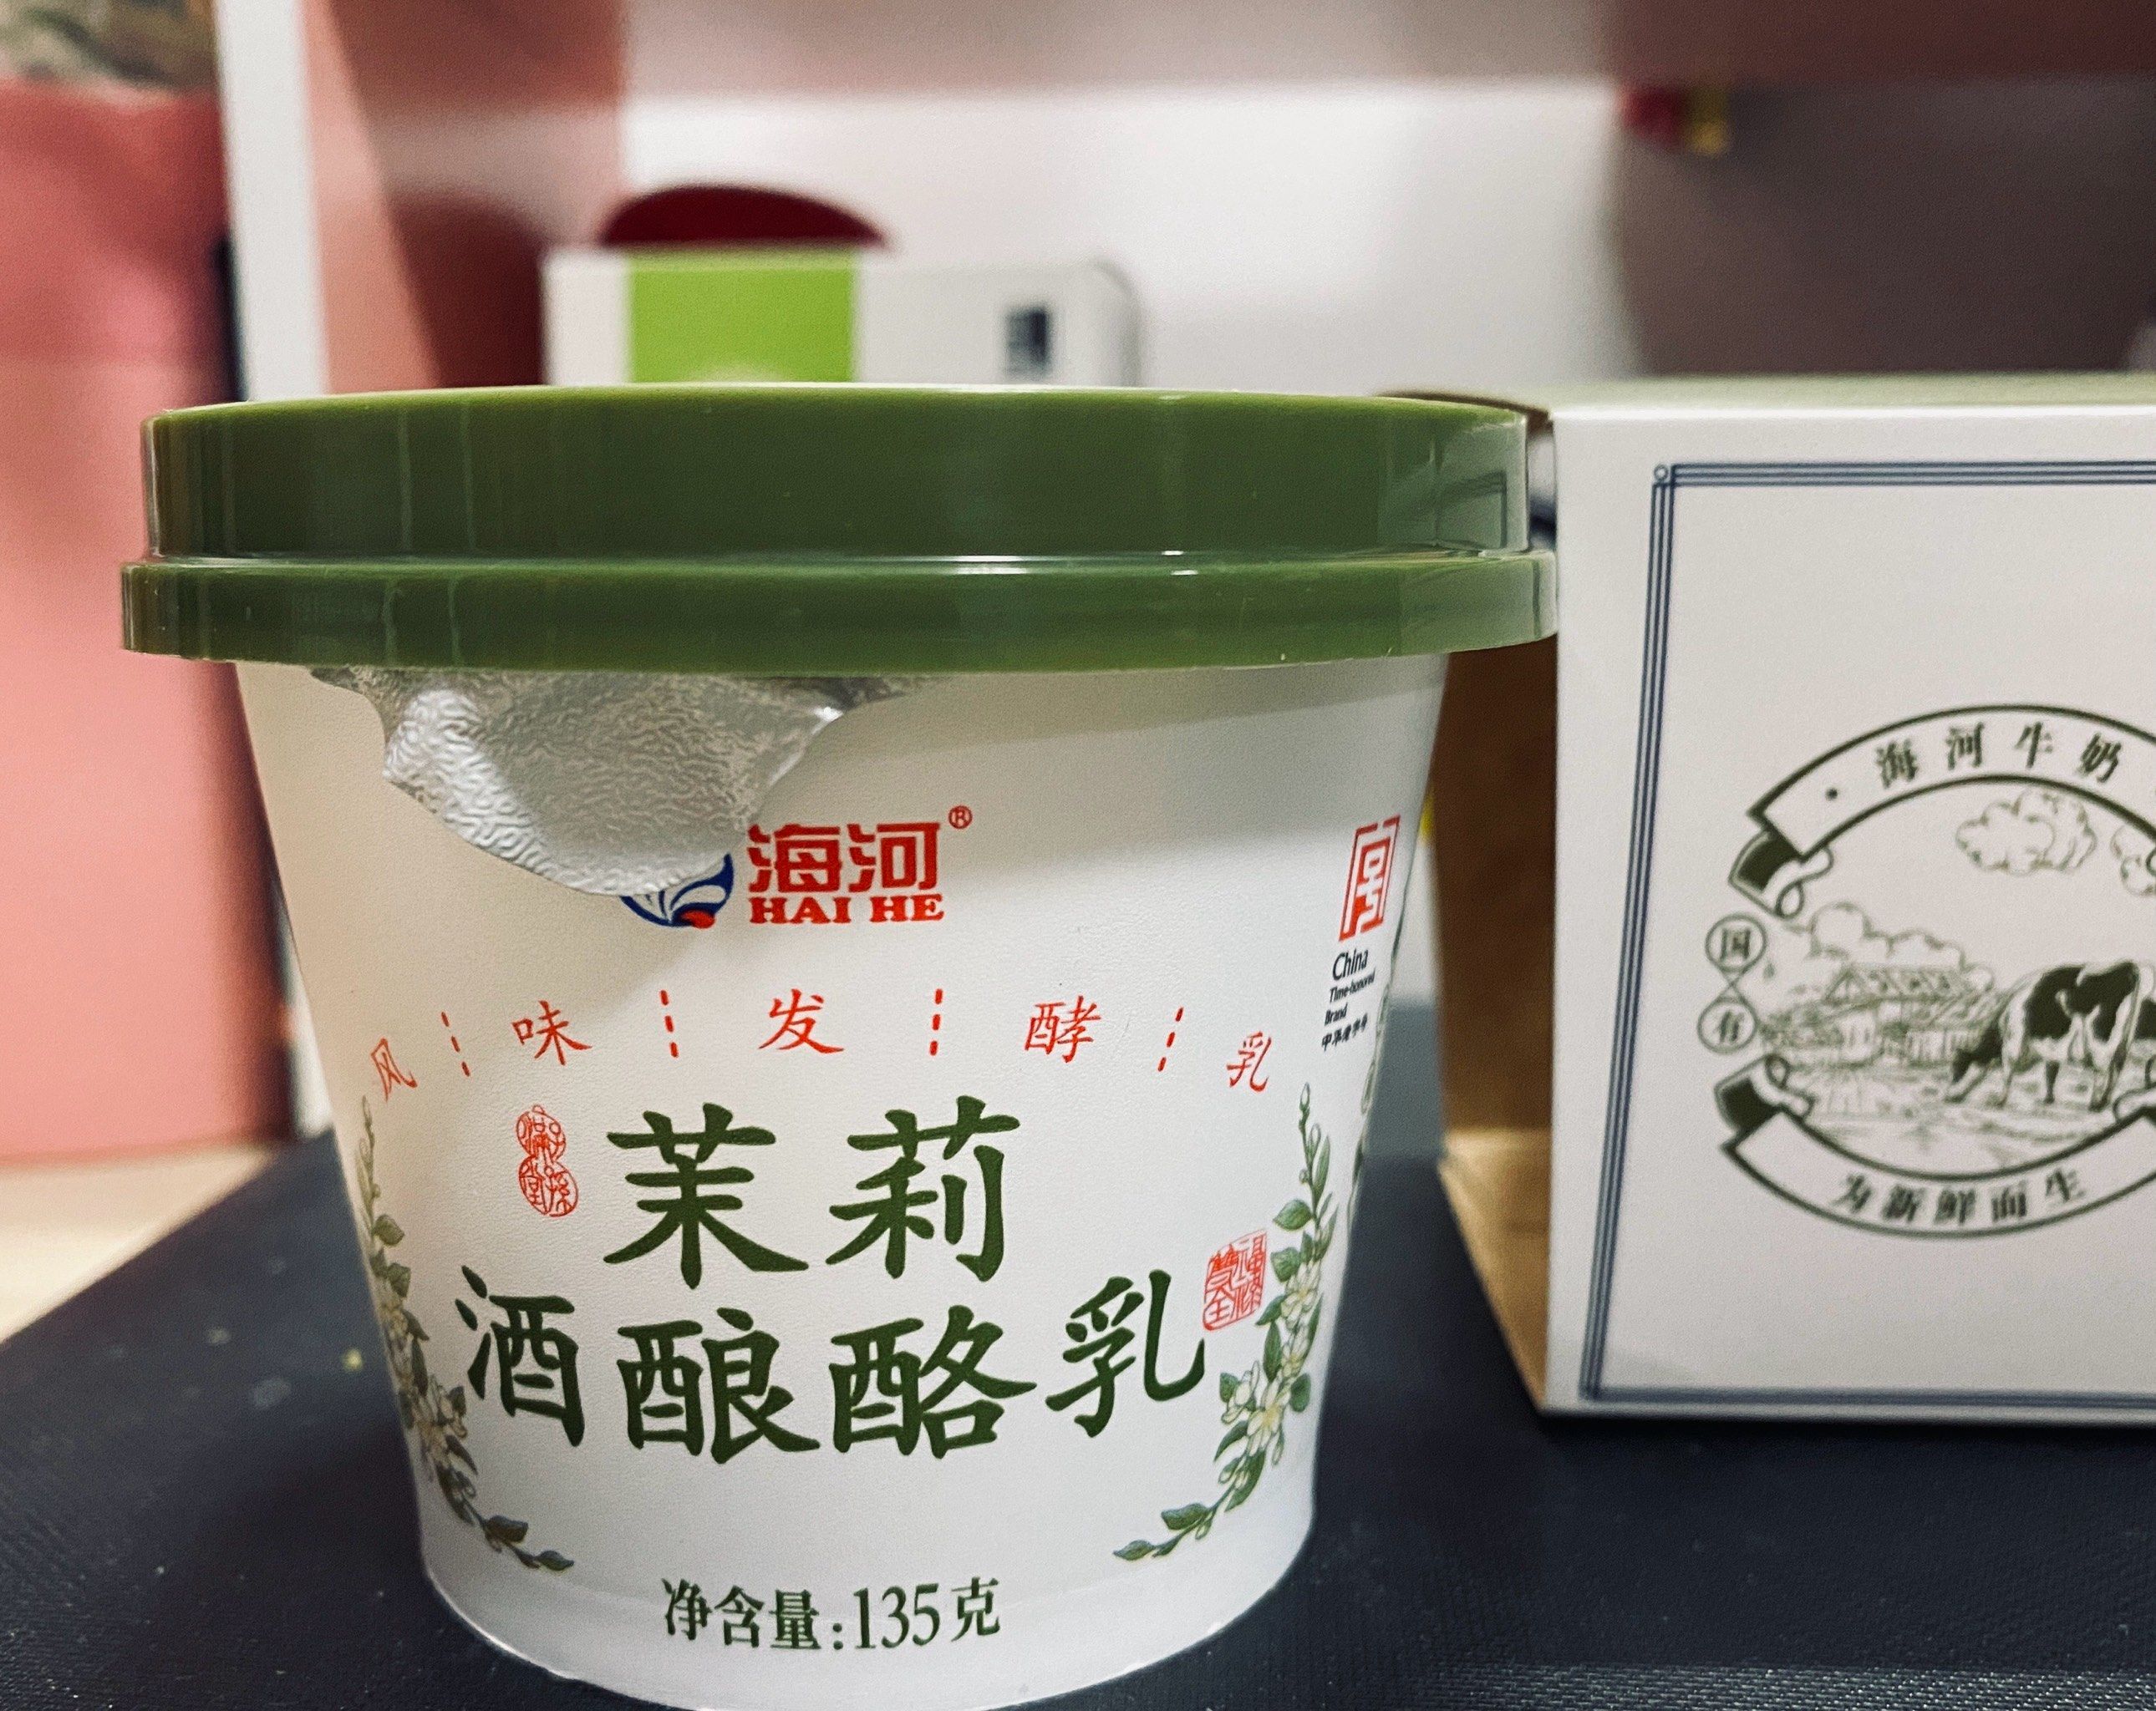 海河®
HAI HE
China
Time-honored
Brand
中华老字号
风味发酵乳
茉莉
酒酿酪乳
净含量:135克
·海河牛奶
国有
为新鲜而生